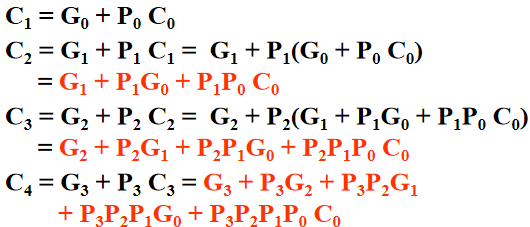 C₁ = G₀ + P₀ C₀
C₂ = G₁ + P₁ C₁ = G₁ + P₁(G₀ + P₀ C₀)
= G₁ + P₁G₀ + P₁P₀ C₀
C₃ = G₂ + P₂ C₂ = G₂ + P₂(G₁ + P₁G₀ + P₁P₀ C₀)
= G₂ + P₂G₁ + P₂P₁G₀ + P₂P₁P₀ C₀
C₄ = G₃ + P₃ C₃ = G₃ + P₃G₂ + P₃P₂G₁
+ P₃P₂P₁G₀ + P₃P₂P₁P₀ C₀